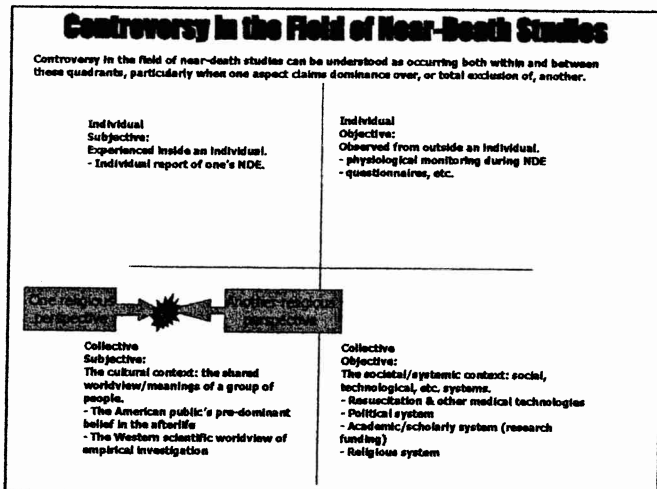 Controversy in the Field of Near-Death Studies
Controversy in the field of near-death studies can be understood as occurring both within and between
these quadrants, particularly when one aspect claims dominance over, or total exclusion of, another.
Individual
Subjective:
Experienced inside an individual.
- Individual report of one's NDE.
Individual
Objective:
Observed from outside an individual.
- physiological monitoring during NDE
- questionnaires, etc.
One religious
perspective
Another religious
perspective
Collective
Subjective:
The cultural context: the shared
worldview/meanings of a group of
people.
- The American public's pre-dominant
belief in the afterlife
- The Western scientific worldview of
empirical investigation
Collective
Objective:
The societal/systemic context: social,
technological, etc. systems.
- Resuscitation & other medical technologies
- Political system
- Academic/scholarly system (research
funding)
- Religious system